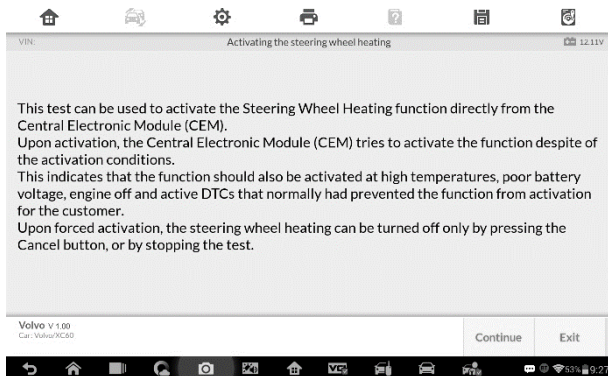 VIN:
Activating the steering wheel heating
12.11V
This test can be used to activate the Steering Wheel Heating function directly from the
Central Electronic Module (CEM).
Upon activation, the Central Electronic Module (CEM) tries to activate the function despite of
the activation conditions.
This indicates that the function should also be activated at high temperatures, poor battery
voltage, engine off and active DTCs that normally had prevented the function from activation
for the customer.
Upon forced activation, the steering wheel heating can be turned off only by pressing the
Cancel button, or by stopping the test.
Volvo V 1.00
Car: Volvo/XC60
Continue
Exit
53% 9:27